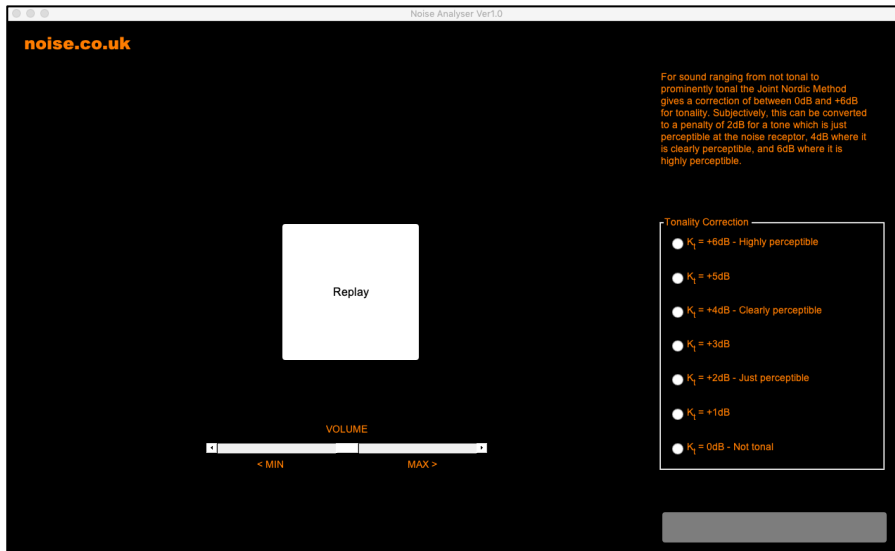 Noise Analyser Ver1.0
noise.co.uk
For sound ranging from not tonal to
prominently tonal the Joint Nordic Method
gives a correction of between 0dB and +6dB
for tonality. Subjectively, this can be converted
to a penalty of 2dB for a tone which is just
perceptible at the noise receptor, 4dB where it
is clearly perceptible, and 6dB where it is
highly perceptible.
Replay
VOLUME
< MIN
MAX >
Tonality Correction
Kt = +6dB - Highly perceptible
Kt = +5dB
Kt = +4dB - Clearly perceptible
Kt = +3dB
Kt = +2dB - Just perceptible
Kt = +1dB
Kt = 0dB - Not tonal